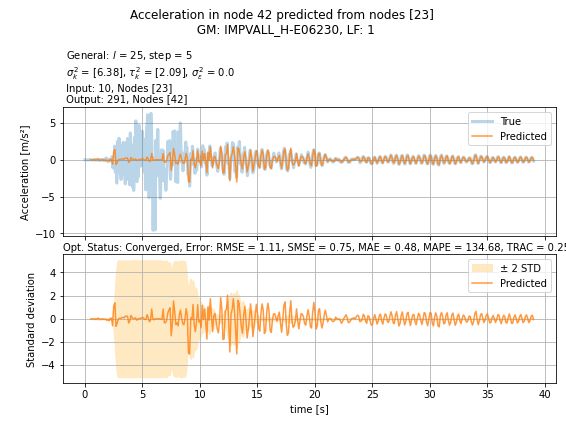 Acceleration in node 42 predicted from nodes [23]
GM: IMPVALL_H-E06230, LF: 1
General: l = 25, step = 5
σ²ₖ = [6.38], τ²ₖ = [2.09], σ²_ε = 0.0
Input: 10, Nodes [23]
Output: 291, Nodes [42]
5
0
−5
−10
Acceleration [m/s²]
True
Predicted
Opt. Status: Converged, Error: RMSE = 1.11, SMSE = 0.75, MAE = 0.48, MAPE = 134.68, TRAC = 0.25
4
2
0
−2
−4
Standard deviation
± 2 STD
Predicted
0 5 10 15 20 25 30 35 40
time [s]